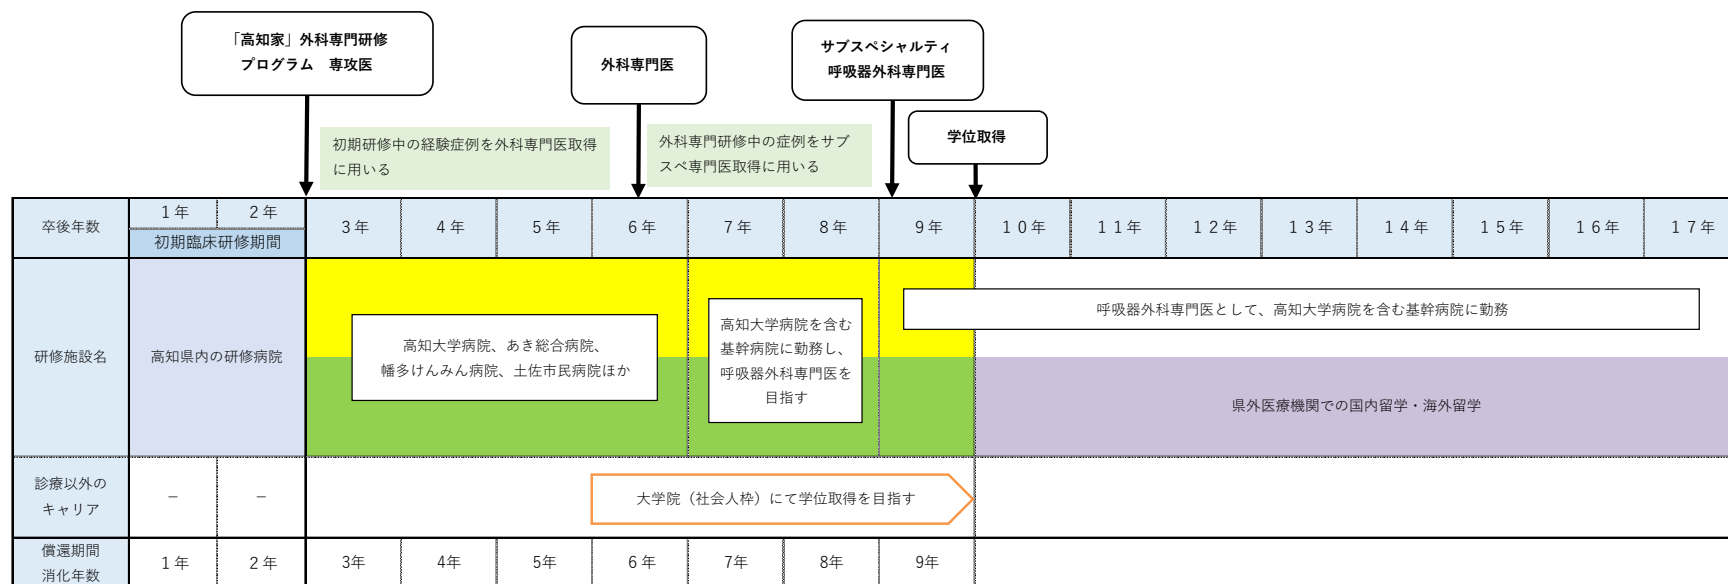 「高知家」外科専門研修
プログラム　専攻医
外科専門医
サブスペシャルティ
呼吸器外科専門医
学位取得
初期研修中の経験症例を外科専門医取得
に用いる
外科専門研修中の症例をサブ
スペ専門医取得に用いる
卒後年数
1年
2年
初期臨床研修期間
3年
4年
5年
6年
7年
8年
9年
10年
11年
12年
13年
14年
15年
16年
17年
研修施設名
高知県内の研修病院
高知大学病院、あき総合病院、
幡多けんみん病院、土佐市民病院ほか
高知大学病院を含む
基幹病院に勤務し、
呼吸器外科専門医を
目指す
呼吸器外科専門医として、高知大学病院を含む基幹病院に勤務
県外医療機関での国内留学・海外留学
診療以外の
キャリア
－
－
大学院（社会人枠）にて学位取得を目指す
償還期間
消化年数
1年
2年
3年
4年
5年
6年
7年
8年
9年